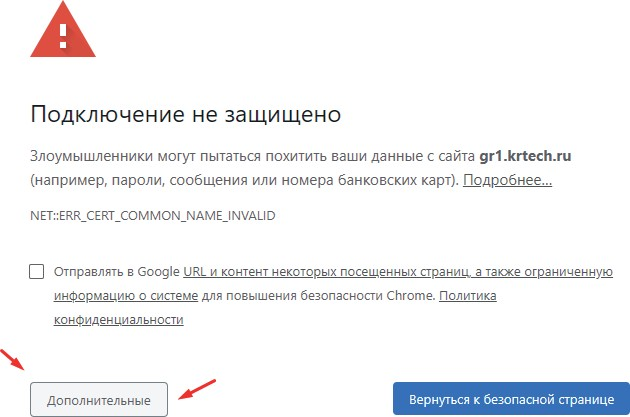 Подключение не защищено
Злоумышленники могут пытаться похитить ваши данные с сайта gr1.krtech.ru
(например, пароли, сообщения или номера банковских карт). Подробнее...
NET::ERR_CERT_COMMON_NAME_INVALID
Отправлять в Google URL и контент некоторых посещенных страниц, а также ограниченную
информацию о системе для повышения безопасности Chrome. Политика
конфиденциальности
Дополнительные
Вернуться к безопасной странице